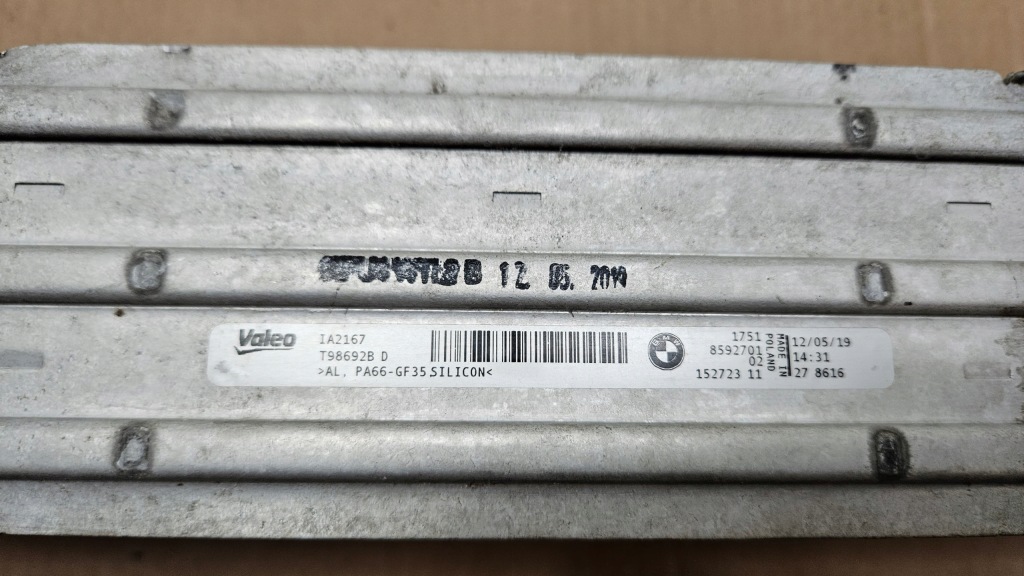 12. 05. 2019
Valeo
IA2167
T98692B D
>AL, PA66-GF35,SILICON<
BMW
1751
8592701
02
152723 11
MADE IN
POLAND
12/05/19
14:31
27 8616